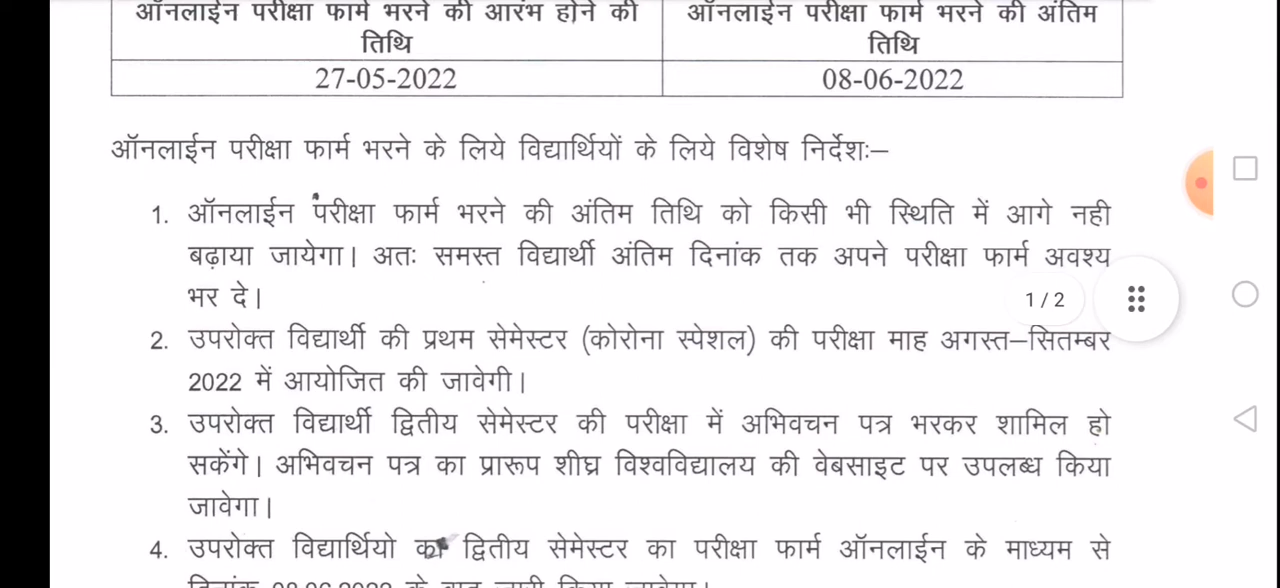 ऑनलाईन परीक्षा फार्म भरने की आरंभ होने की
तिथि
ऑनलाईन परीक्षा फार्म भरने की अंतिम
तिथि
27-05-2022
08-06-2022
ऑनलाईन परीक्षा फार्म भरने के लिये विद्यार्थियों के लिये विशेष निर्देशः–
1. ऑनलाईन परीक्षा फार्म भरने की अंतिम तिथि को किसी भी स्थिति में आगे नही
बढ़ाया जायेगा। अतः समस्त विद्यार्थी अंतिम दिनांक तक अपने परीक्षा फार्म अवश्य
भर दे।
1 / 2
2. उपरोक्त विद्यार्थी की प्रथम सेमेस्टर (कोरोना स्पेशल) की परीक्षा माह अगस्त–सितम्बर
2022 में आयोजित की जावेगी।
3. उपरोक्त विद्यार्थी द्वितीय सेमेस्टर की परीक्षा में अभिवचन पत्र भरकर शामिल हो
सकेंगे। अभिवचन पत्र का प्रारूप शीघ्र विश्वविद्यालय की वेबसाइट पर उपलब्ध किया
जावेगा।
4. उपरोक्त विद्यार्थियो का द्वितीय सेमेस्टर का परीक्षा फार्म ऑनलाईन के माध्यम से
दिनांक 08.06.2022 के बाद जारी किया जावेगा।